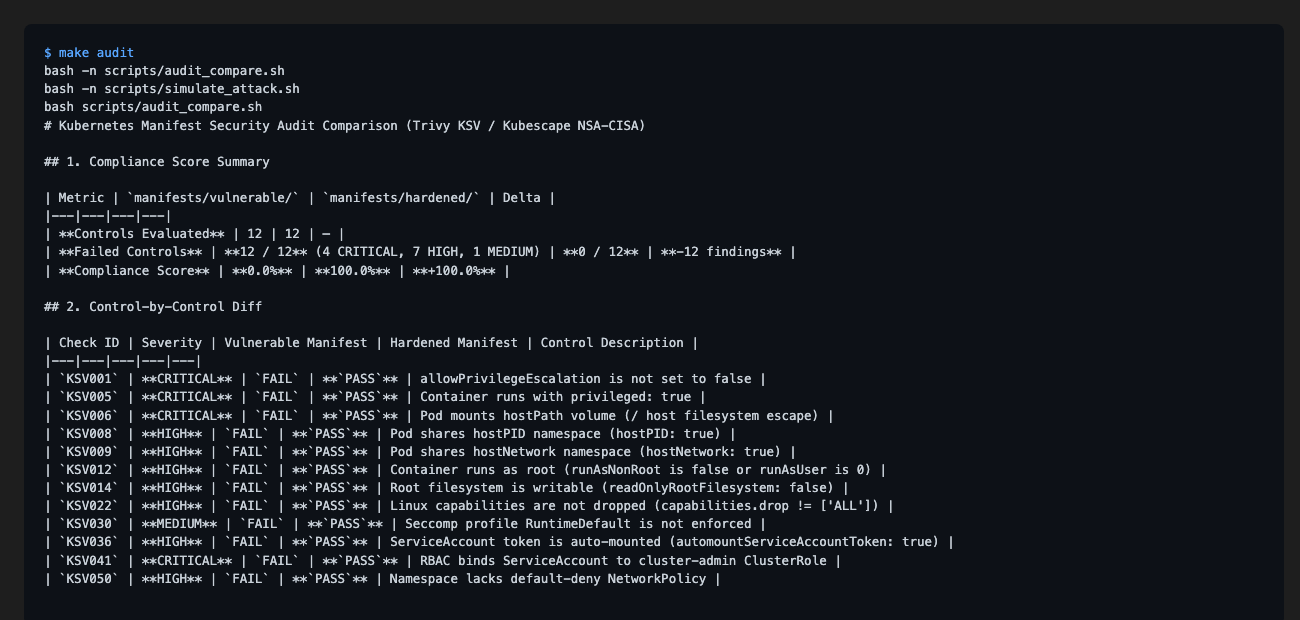 $ make audit
bash -n scripts/audit_compare.sh
bash -n scripts/simulate_attack.sh
bash scripts/audit_compare.sh
# Kubernetes Manifest Security Audit Comparison (Trivy KSV / Kubescape NSA-CISA)
## 1. Compliance Score Summary
| Metric | `manifests/vulnerable/` | `manifests/hardened/` | Delta |
|---|---|---|---|
| **Controls Evaluated** | 12 | 12 | — |
| **Failed Controls** | **12 / 12** (4 CRITICAL, 7 HIGH, 1 MEDIUM) | **0 / 12** | **-12 findings** |
| **Compliance Score** | **0.0%** | **100.0%** | **+100.0%** |
## 2. Control-by-Control Diff
| Check ID | Severity | Vulnerable Manifest | Hardened Manifest | Control Description |
|---|---|---|---|---|
| `KSV001` | **CRITICAL** | `FAIL` | **`PASS`** | allowPrivilegeEscalation is not set to false |
| `KSV005` | **CRITICAL** | `FAIL` | **`PASS`** | Container runs with privileged: true |
| `KSV006` | **CRITICAL** | `FAIL` | **`PASS`** | Pod mounts hostPath volume (/ host filesystem escape) |
| `KSV008` | **HIGH** | `FAIL` | **`PASS`** | Pod shares hostPID namespace (hostPID: true) |
| `KSV009` | **HIGH** | `FAIL` | **`PASS`** | Pod shares hostNetwork namespace (hostNetwork: true) |
| `KSV012` | **HIGH** | `FAIL` | **`PASS`** | Container runs as root (runAsNonRoot is false or runAsUser is 0) |
| `KSV014` | **HIGH** | `FAIL` | **`PASS`** | Root filesystem is writable (readOnlyRootFilesystem: false) |
| `KSV022` | **HIGH** | `FAIL` | **`PASS`** | Linux capabilities are not dropped (capabilities.drop != ['ALL']) |
| `KSV030` | **MEDIUM** | `FAIL` | **`PASS`** | Seccomp profile RuntimeDefault is not enforced |
| `KSV036` | **HIGH** | `FAIL` | **`PASS`** | ServiceAccount token is auto-mounted (automountServiceAccountToken: true) |
| `KSV041` | **CRITICAL** | `FAIL` | **`PASS`** | RBAC binds ServiceAccount to cluster-admin ClusterRole |
| `KSV050` | **HIGH** | `FAIL` | **`PASS`** | Namespace lacks default-deny NetworkPolicy |